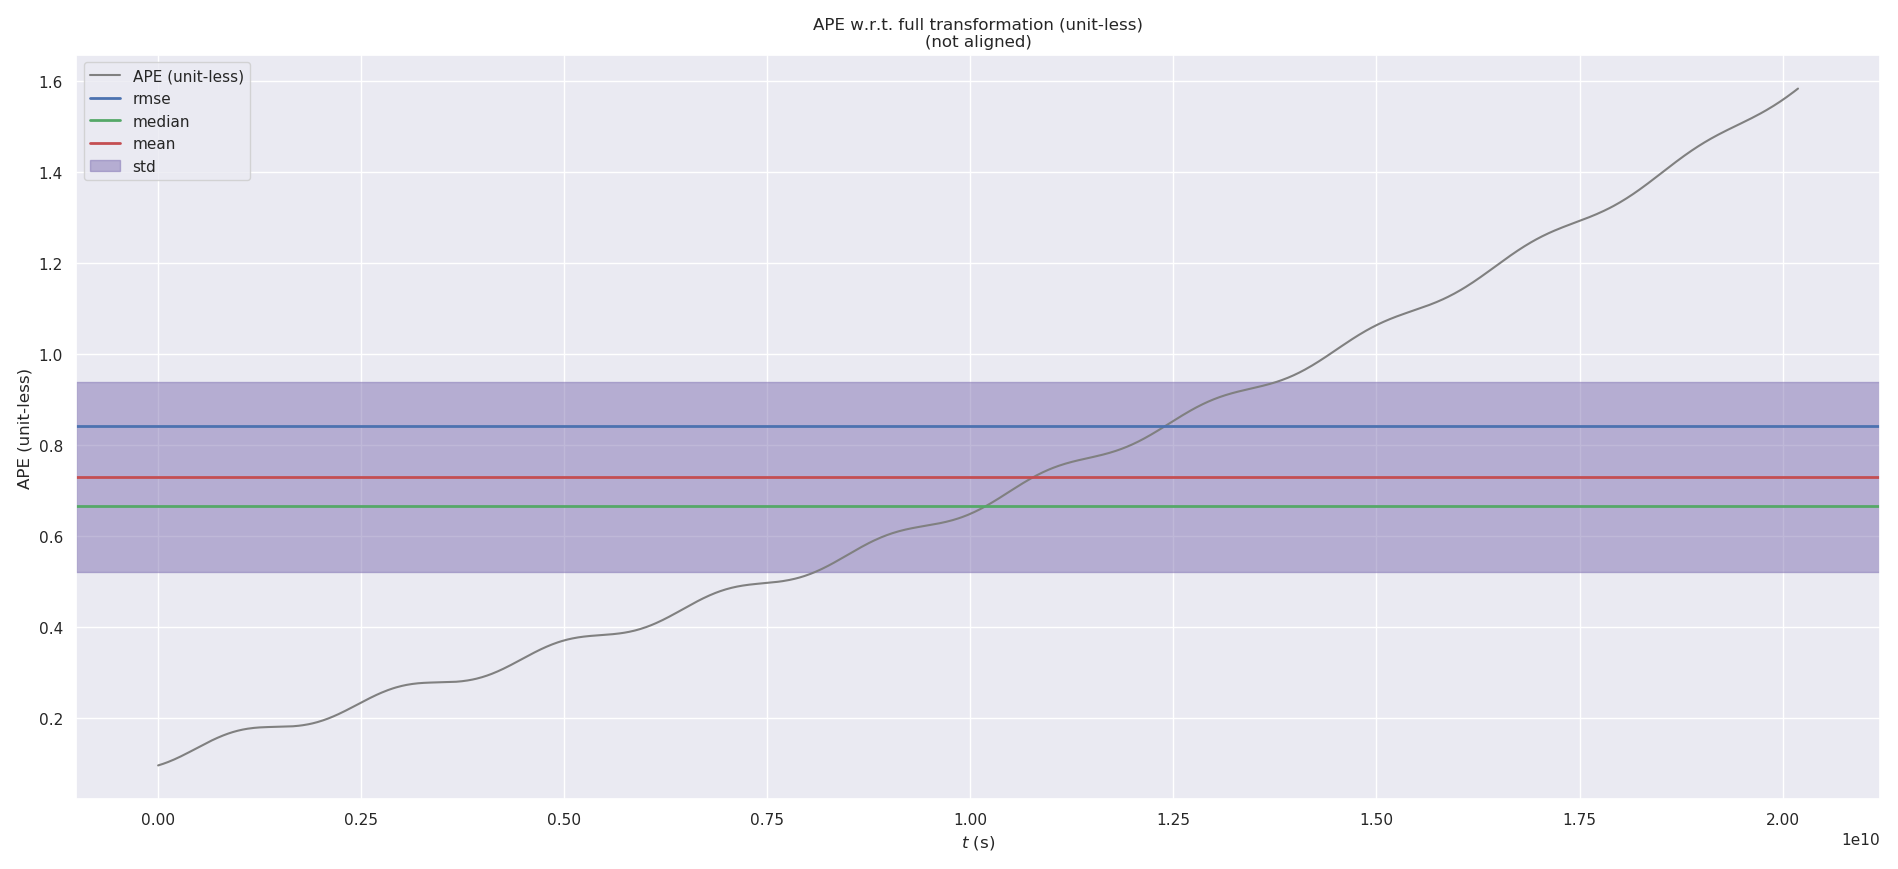 APE w.r.t. full transformation (unit-less)
(not aligned)
APE (unit-less)
rmse
median
mean
std
APE (unit-less)
1.6
1.4
1.2
1.0
0.8
0.6
0.4
0.2
0.00 0.25 0.50 0.75 1.00 1.25 1.50 1.75 2.00
1e10
t (s)